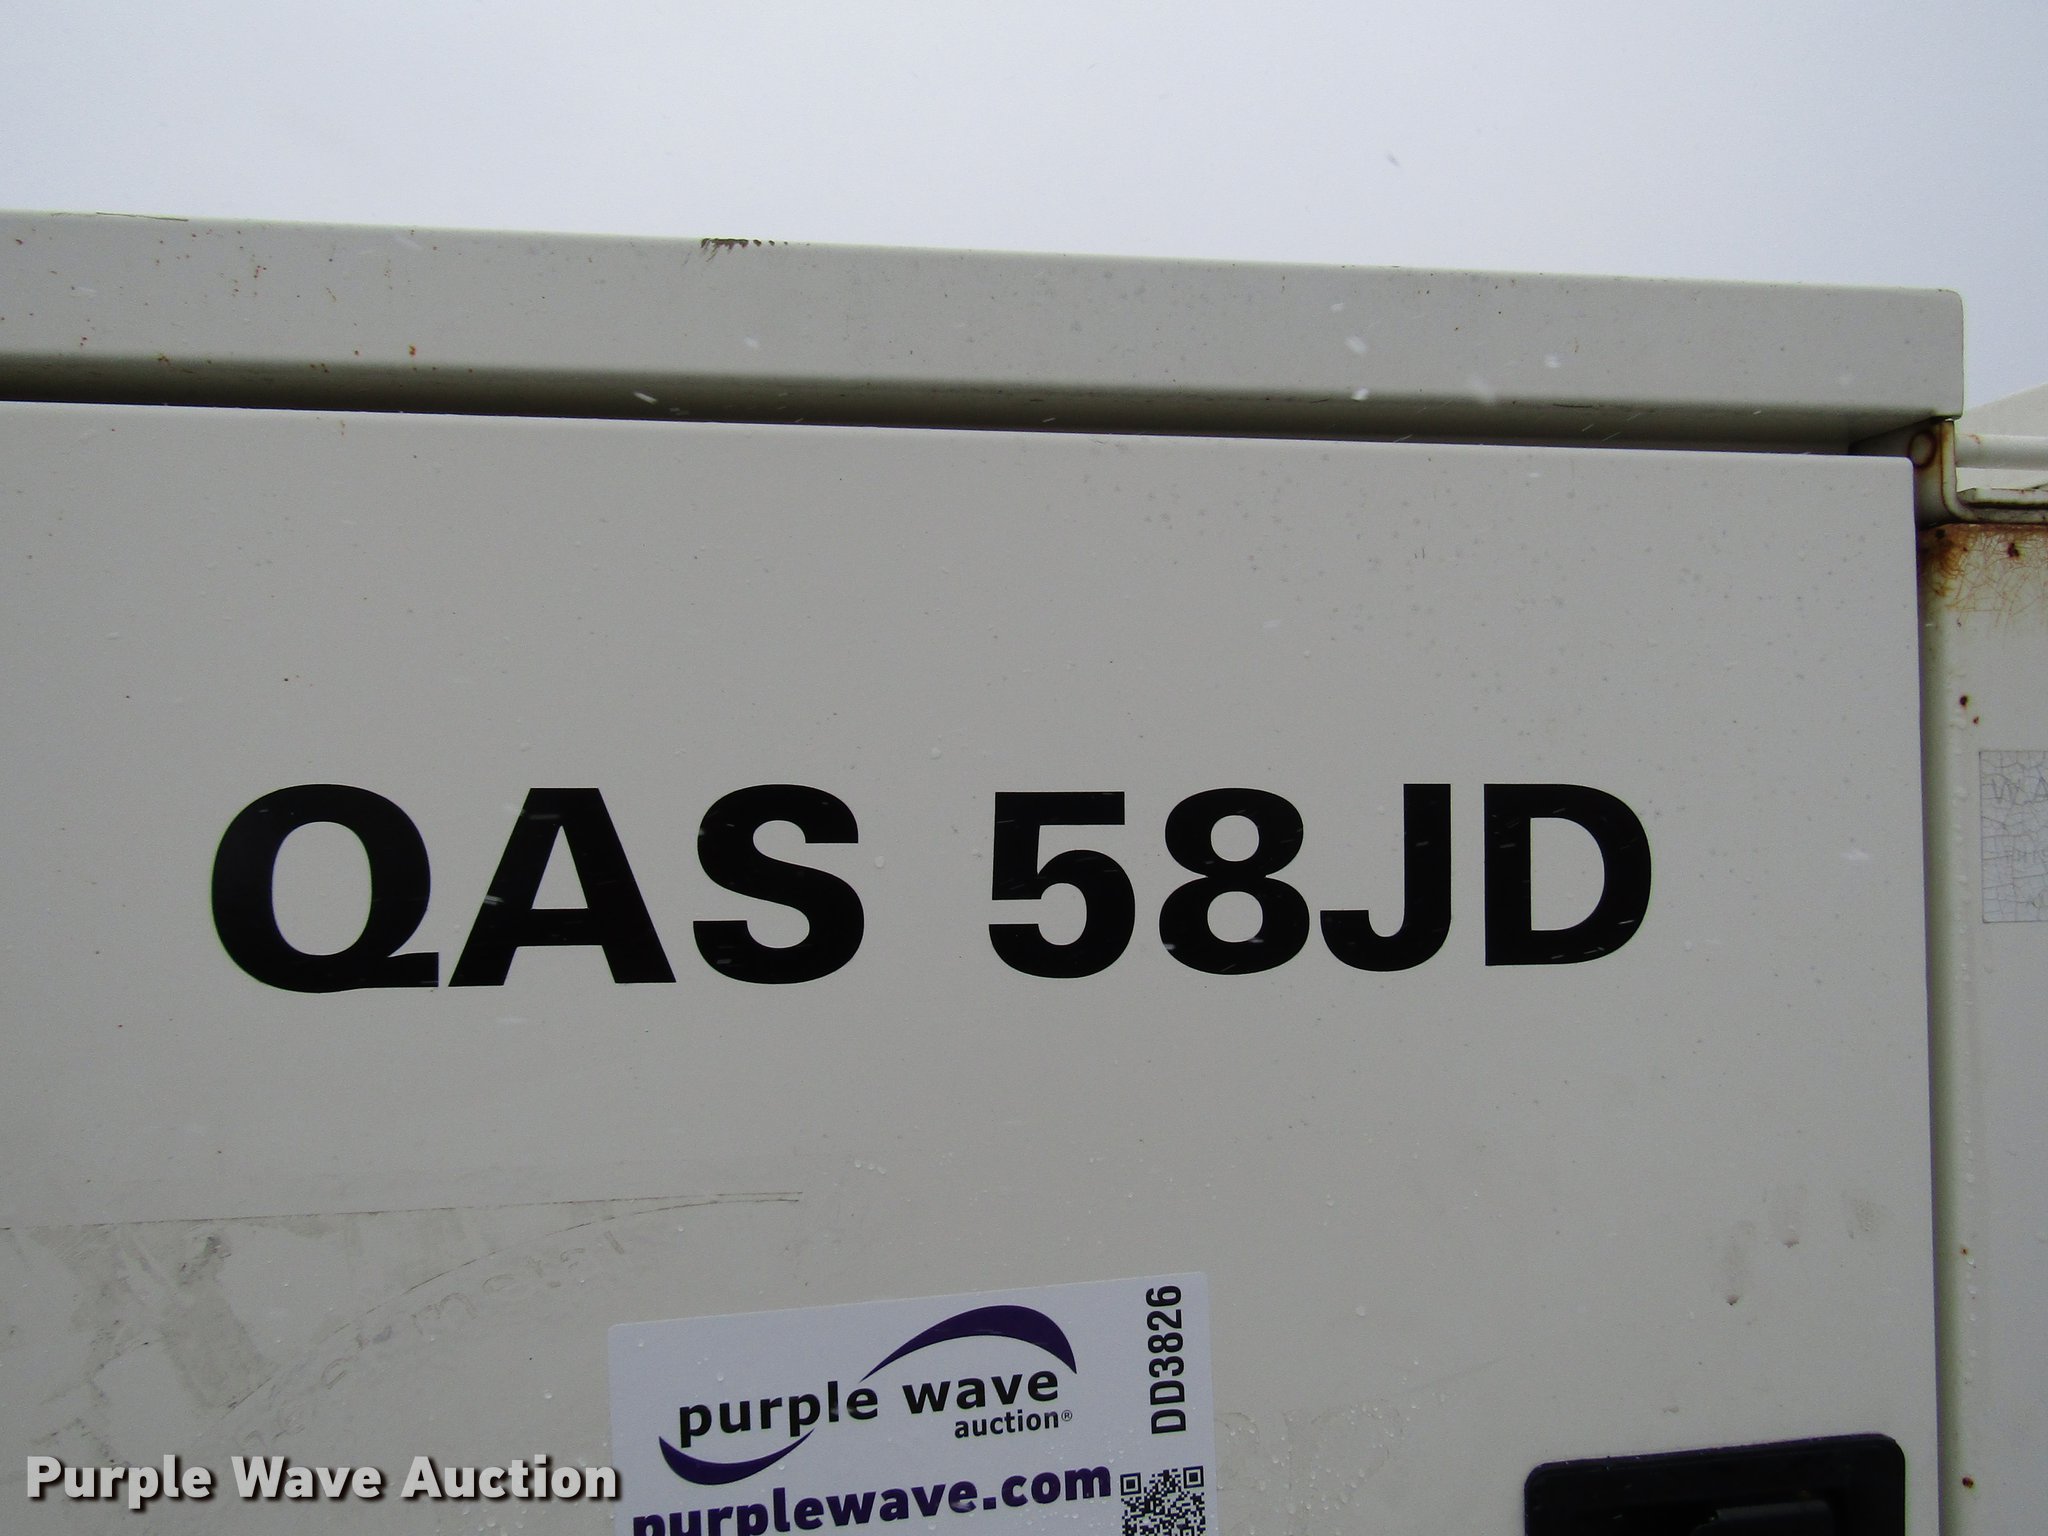 QAS 58JD
purple wave
auction®
DD3826
purplewave.com
Purple Wave Auction